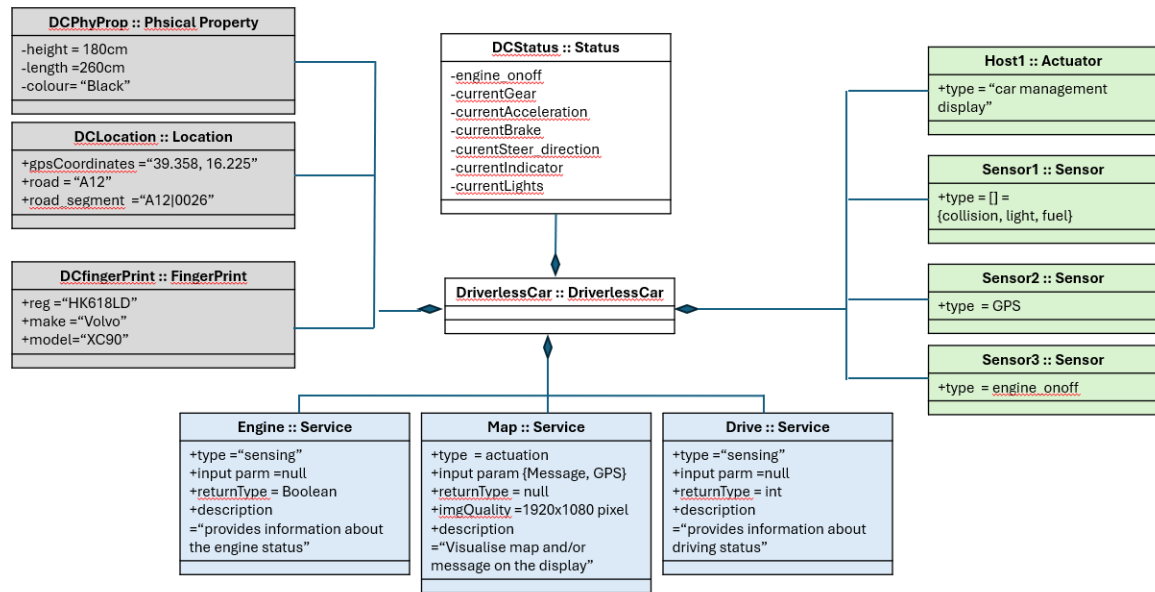 DCPhyProp :: Phsical Property
-height = 180cm
-length =260cm
-colour= “Black”
DCLocation :: Location
+gpsCoordinates =“39.358, 16.225”
+road = “A12”
+road_segment =“A12|0026”
DCfingerPrint :: FingerPrint
+reg =“HK618LD”
+make =“Volvo”
+model=“XC90”
DCStatus :: Status
-engine_onoff
-currentGear
-currentAcceleration
-currentBrake
-curentSteer_direction
-currentIndicator
-currentLights
DriverlessCar :: DriverlessCar
Host1 :: Actuator
+type = “car management
display”
Sensor1 :: Sensor
+type = [] =
{collision, light, fuel}
Sensor2 :: Sensor
+type = GPS
Sensor3 :: Sensor
+type = engine_onoff
Engine :: Service
+type =“sensing”
+input parm =null
+returnType = Boolean
+description
=“provides information about
the engine status”
Map :: Service
+type = actuation
+input param {Message, GPS}
+returnType = null
+imgQuality =1920x1080 pixel
+description
=“Visualise map and/or
message on the display”
Drive :: Service
+type =“sensing”
+input parm =null
+returnType = int
+description
=“provides information about
driving status”